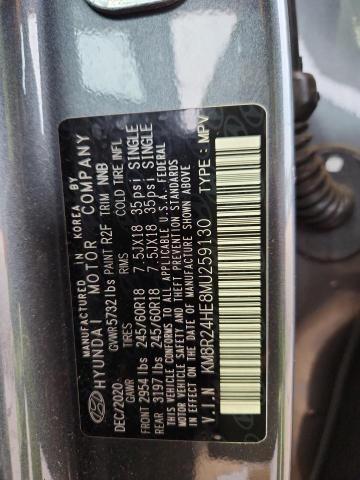 MANUFACTURED IN KOREA BY
HYUNDAI MOTOR COMPANY
DEC/2020 GVWR 5732 lbs PAINT R2F TRIM NNB
GAWR TIRES RIMS COLD TIRE INFL
FRONT 2954 lbs 245/60R18 7.5JX18 35psi SINGLE
REAR 3197 lbs 245/60R18 7.5JX18 35psi SINGLE
THIS VEHICLE CONFORMS TO ALL APPLICABLE U.S.A. FEDERAL
MOTOR VEHICLE SAFETY STANDARDS
IN EFFECT ON THE DATE OF MANUFACTURE SHOWN ABOVE
V.I.N KM8R24HE8MU259130 TYPE: MPV